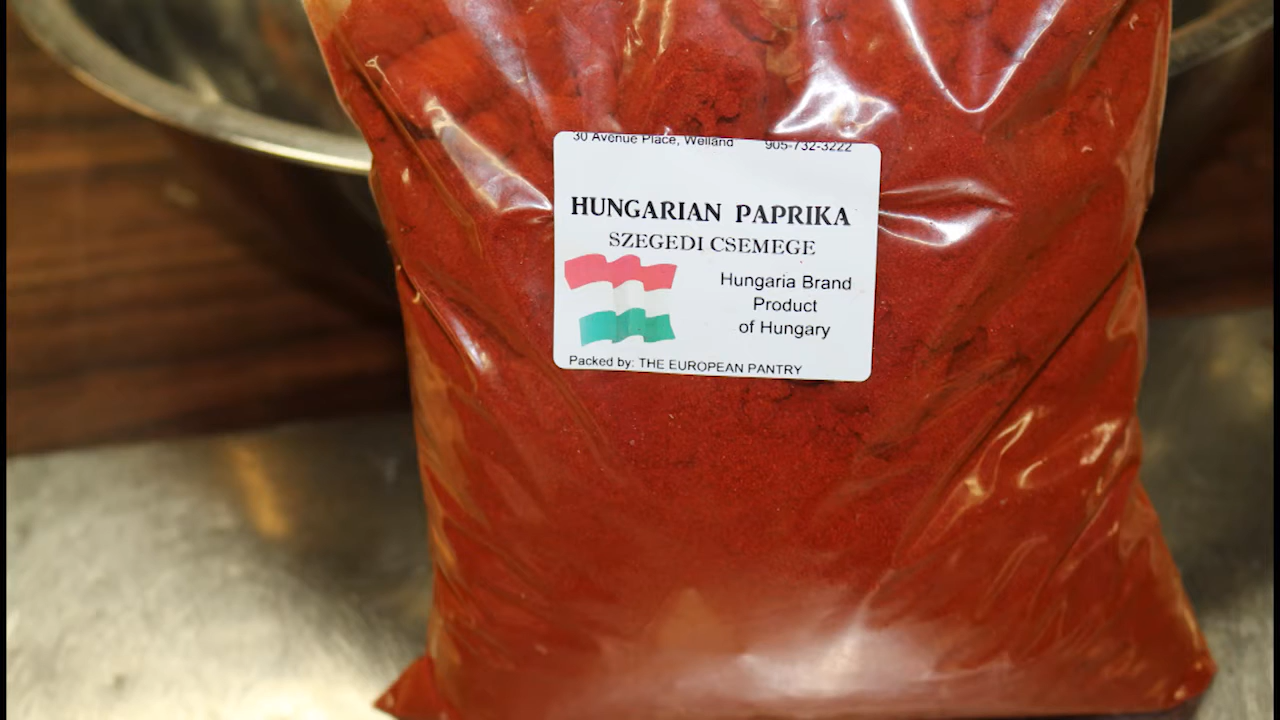 30 Avenue Place, Welland 905-732-3222
HUNGARIAN PAPRIKA
SZEGEDI CSEMEGE
Hungaria Brand
Product
of Hungary
Packed by: THE EUROPEAN PANTRY